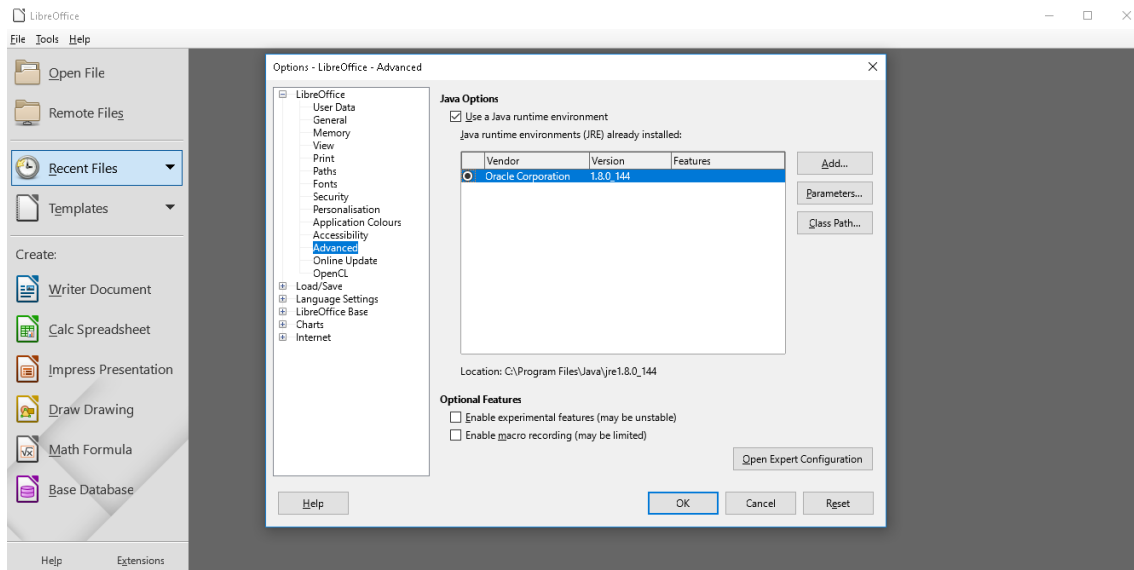 LibreOffice
File Tools Help
Open File
Remote Files
Recent Files
Templates
Create:
Writer Document
Calc Spreadsheet
Impress Presentation
Draw Drawing
Math Formula
Base Database
Help Extensions
Options - LibreOffice - Advanced
LibreOffice
User Data
General
Memory
View
Print
Paths
Fonts
Security
Personalisation
Application Colours
Accessibility
Advanced
Online Update
OpenCL
Load/Save
Language Settings
LibreOffice Base
Charts
Internet
Java Options
Use a Java runtime environment
Java runtime environments (JRE) already installed:
Vendor Version Features
Oracle Corporation 1.8.0_144
Add...
Parameters...
Class Path...
Location: C:\Program Files\Java\jre1.8.0_144
Optional Features
Enable experimental features (may be unstable)
Enable macro recording (may be limited)
Open Expert Configuration
Help OK Cancel Reset